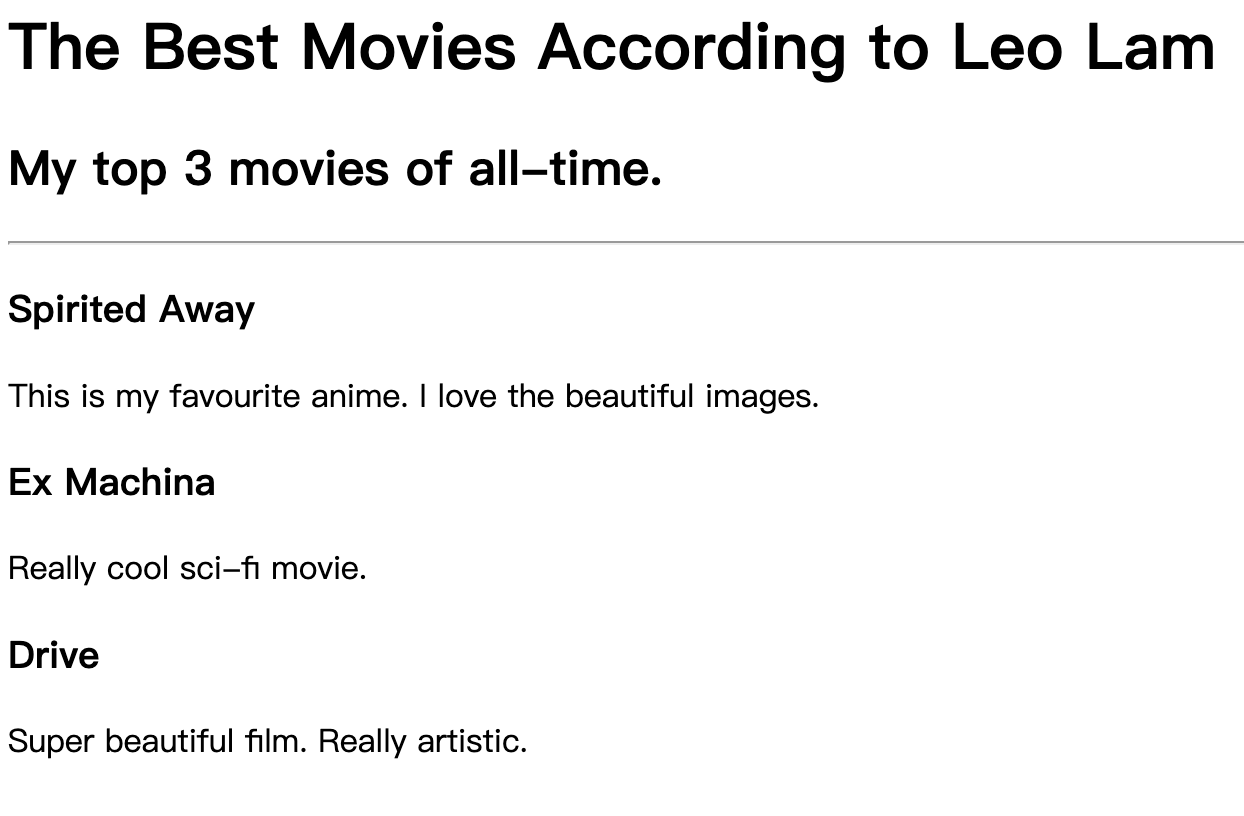 The Best Movies According to Leo Lam
My top 3 movies of all-time.
Spirited Away
This is my favourite anime. I love the beautiful images.
Ex Machina
Really cool sci-fi movie.
Drive
Super beautiful film. Really artistic.